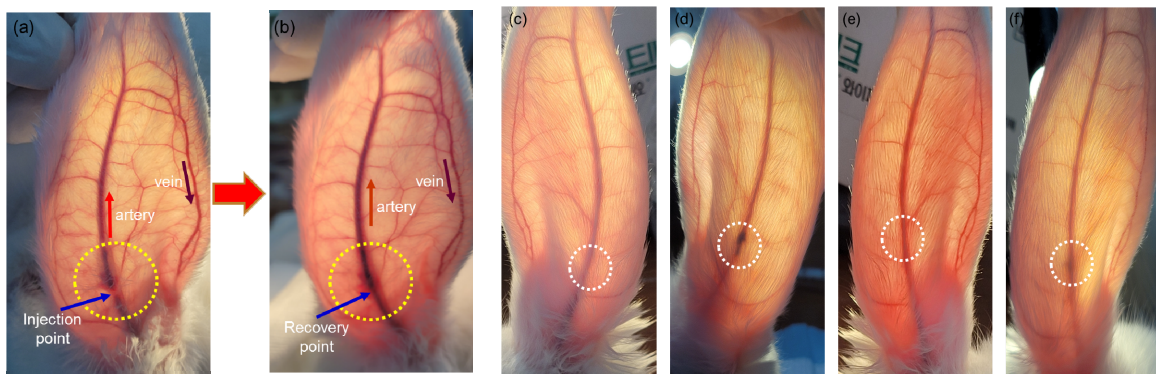 (a)
vein
artery
Injection
point
(b)
vein
artery
Recovery
point
(c)
(d)
(e)
(f)